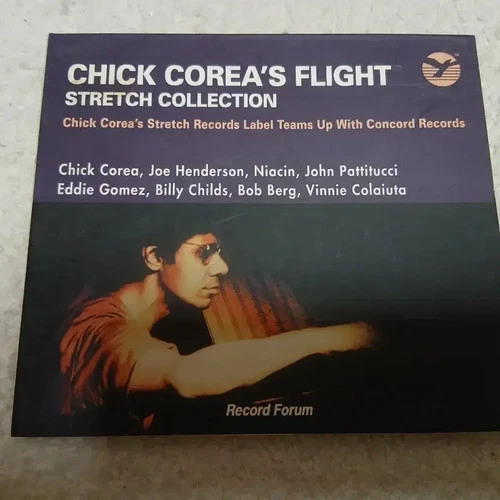 CHICK COREA'S FLIGHT
STRETCH COLLECTION
Chick Corea's Stretch Records Label Teams Up With Concord Records
Chick Corea, Joe Henderson, Niacin, John Pattitucci
Eddie Gomez, Billy Childs, Bob Berg, Vinnie Colaiuta
Record Forum